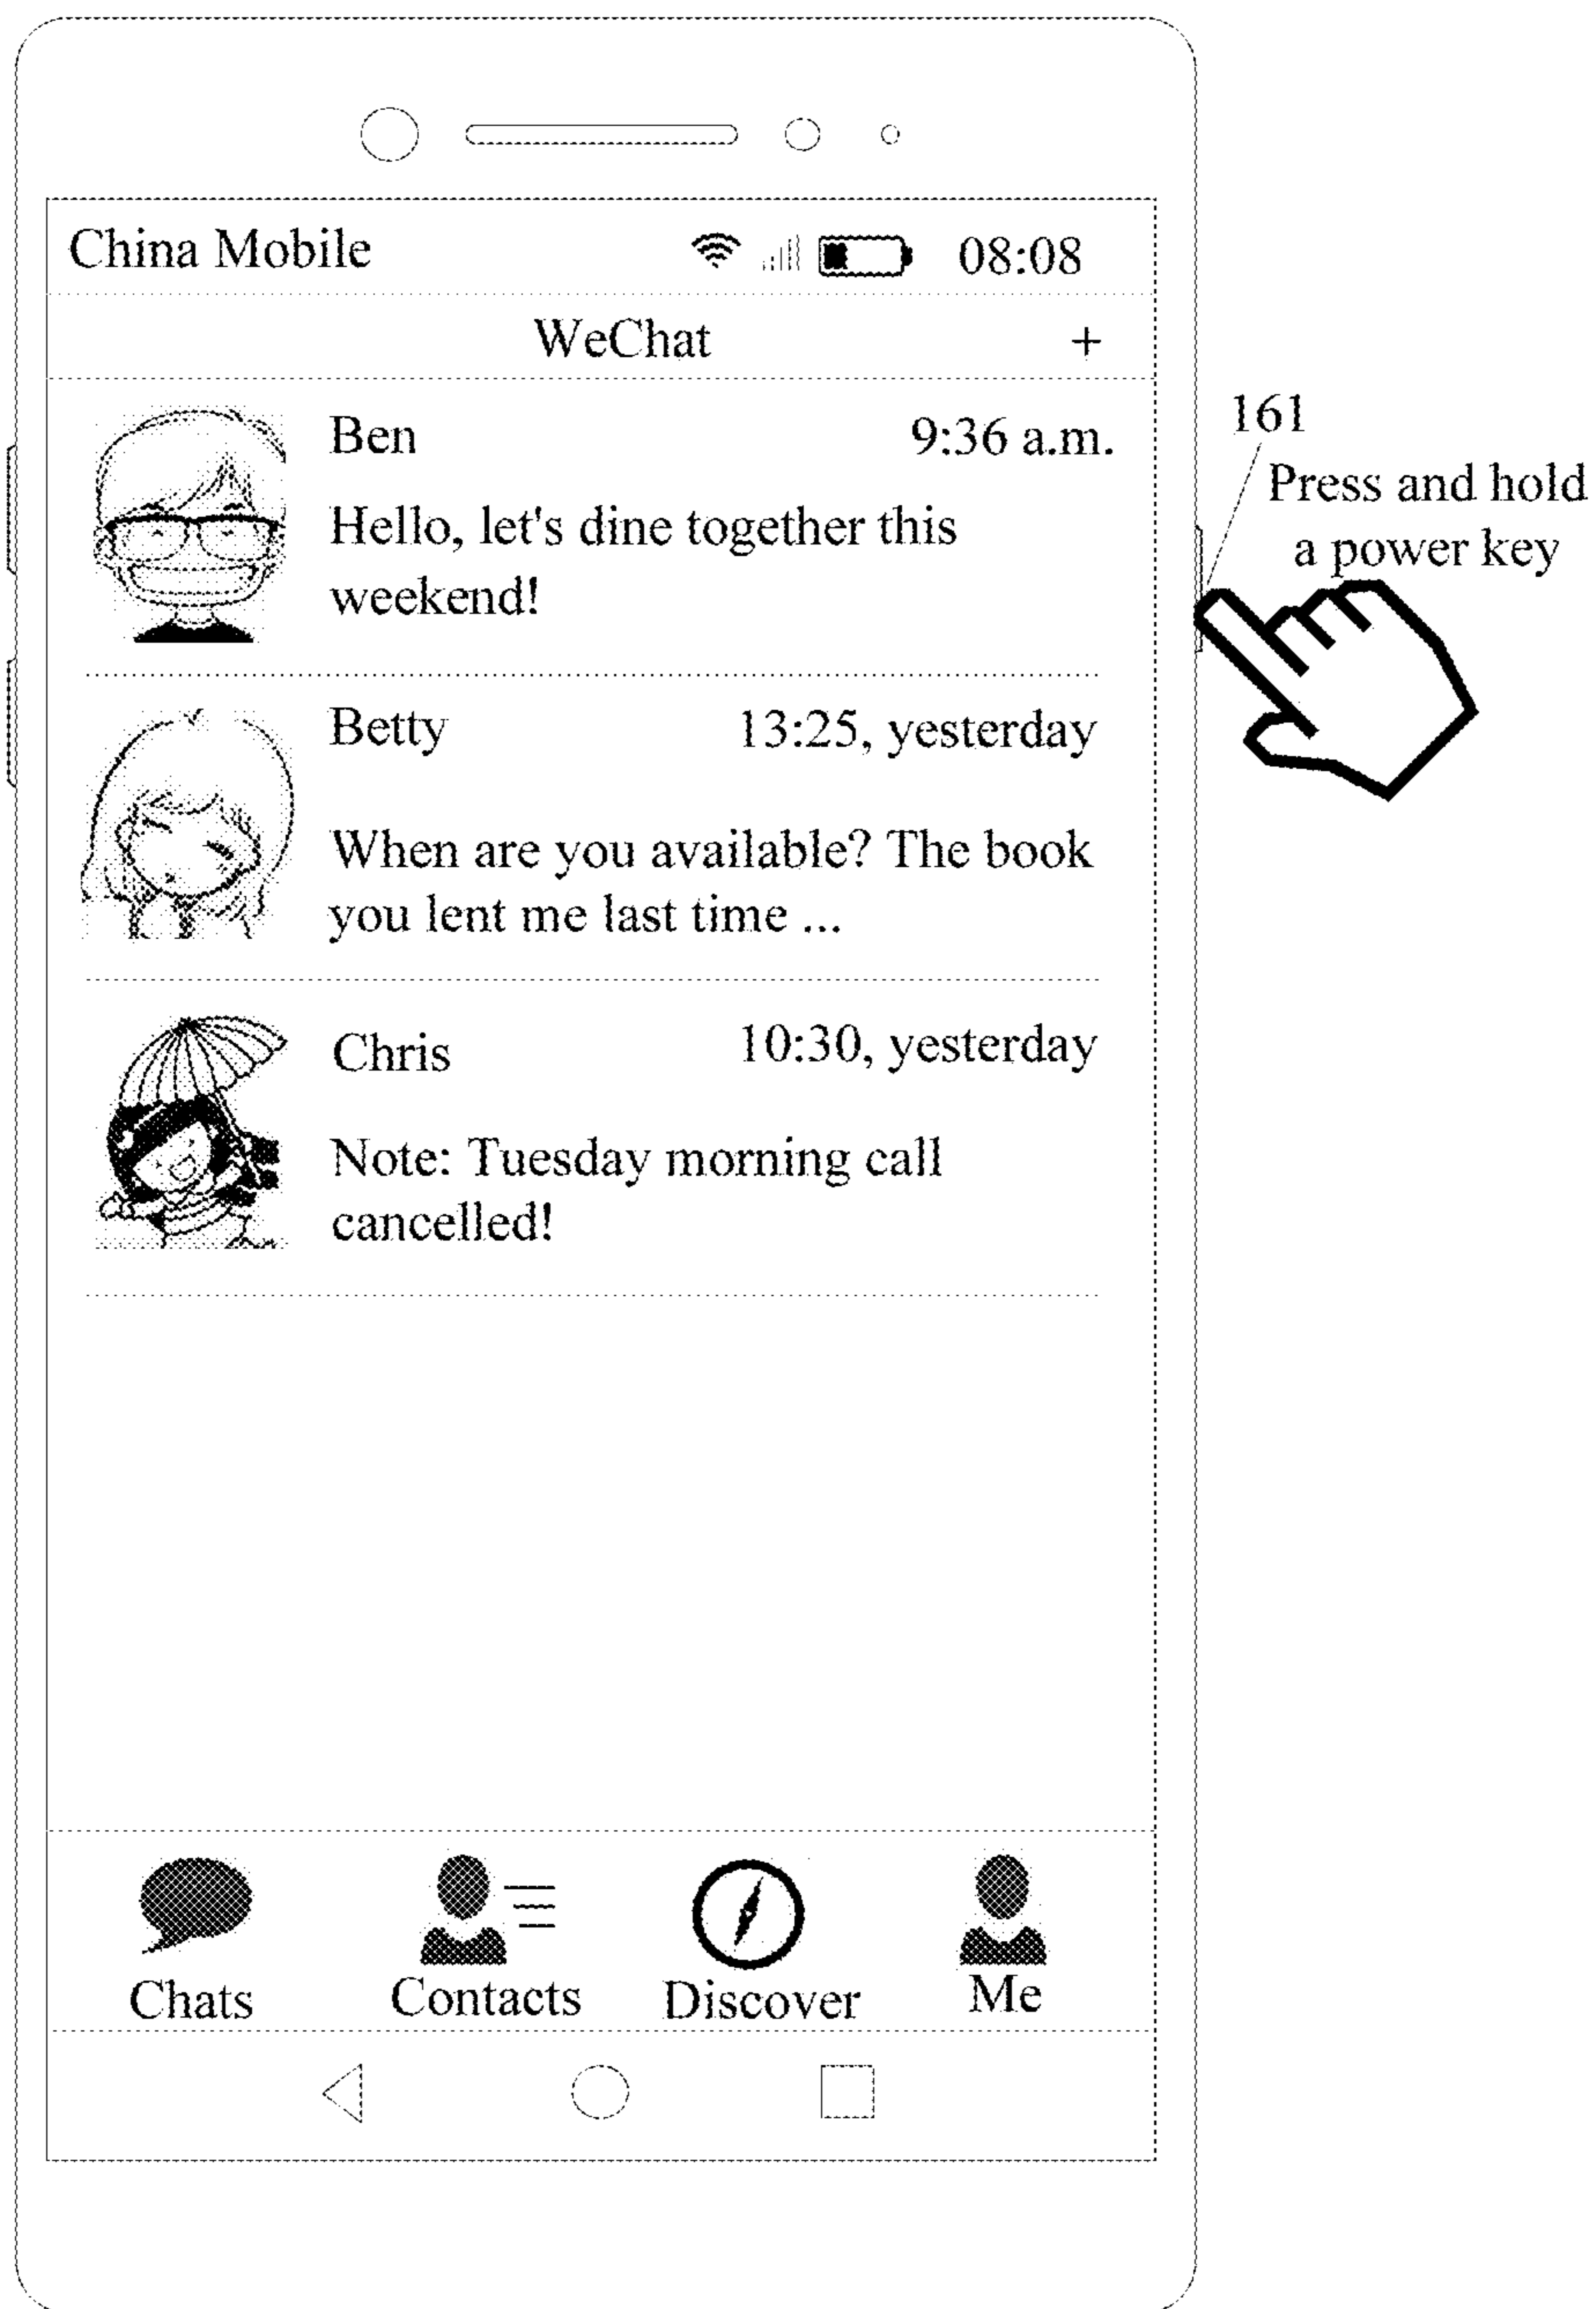 China Mobile 08:08
WeChat +
Ben 9:36 a.m.
Hello, let's dine together this
weekend!
Betty 13:25, yesterday
When are you available? The book
you lent me last time ...
Chris 10:30, yesterday
Note: Tuesday morning call
cancelled!
Chats Contacts Discover Me
161
Press and hold
a power key